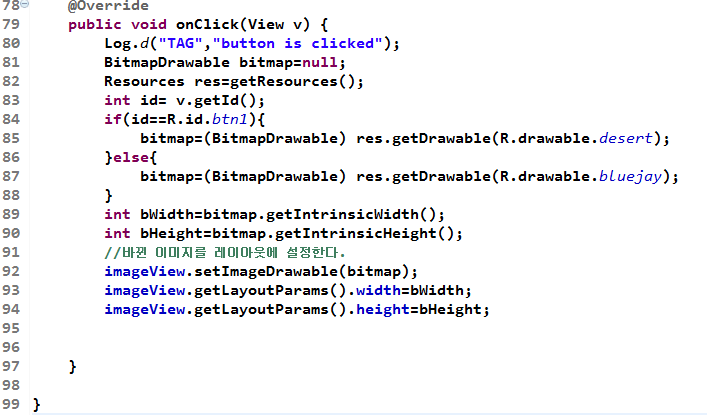 78 @Override
79 public void onClick(View v) {
80 Log.d("TAG","button is clicked");
81 BitmapDrawable bitmap=null;
82 Resources res=getResources();
83 int id= v.getId();
84 if(id==R.id.btn1){
85 bitmap=(BitmapDrawable) res.getDrawable(R.drawable.desert);
86 }else{
87 bitmap=(BitmapDrawable) res.getDrawable(R.drawable.bluejay);
88 }
89 int bWidth=bitmap.getIntrinsicWidth();
90 int bHeight=bitmap.getIntrinsicHeight();
91 //바뀐 이미지를 레이아웃에 설정한다.
92 imageView.setImageDrawable(bitmap);
93 imageView.getLayoutParams().width=bWidth;
94 imageView.getLayoutParams().height=bHeight;
95
96
97 }
98
99 }